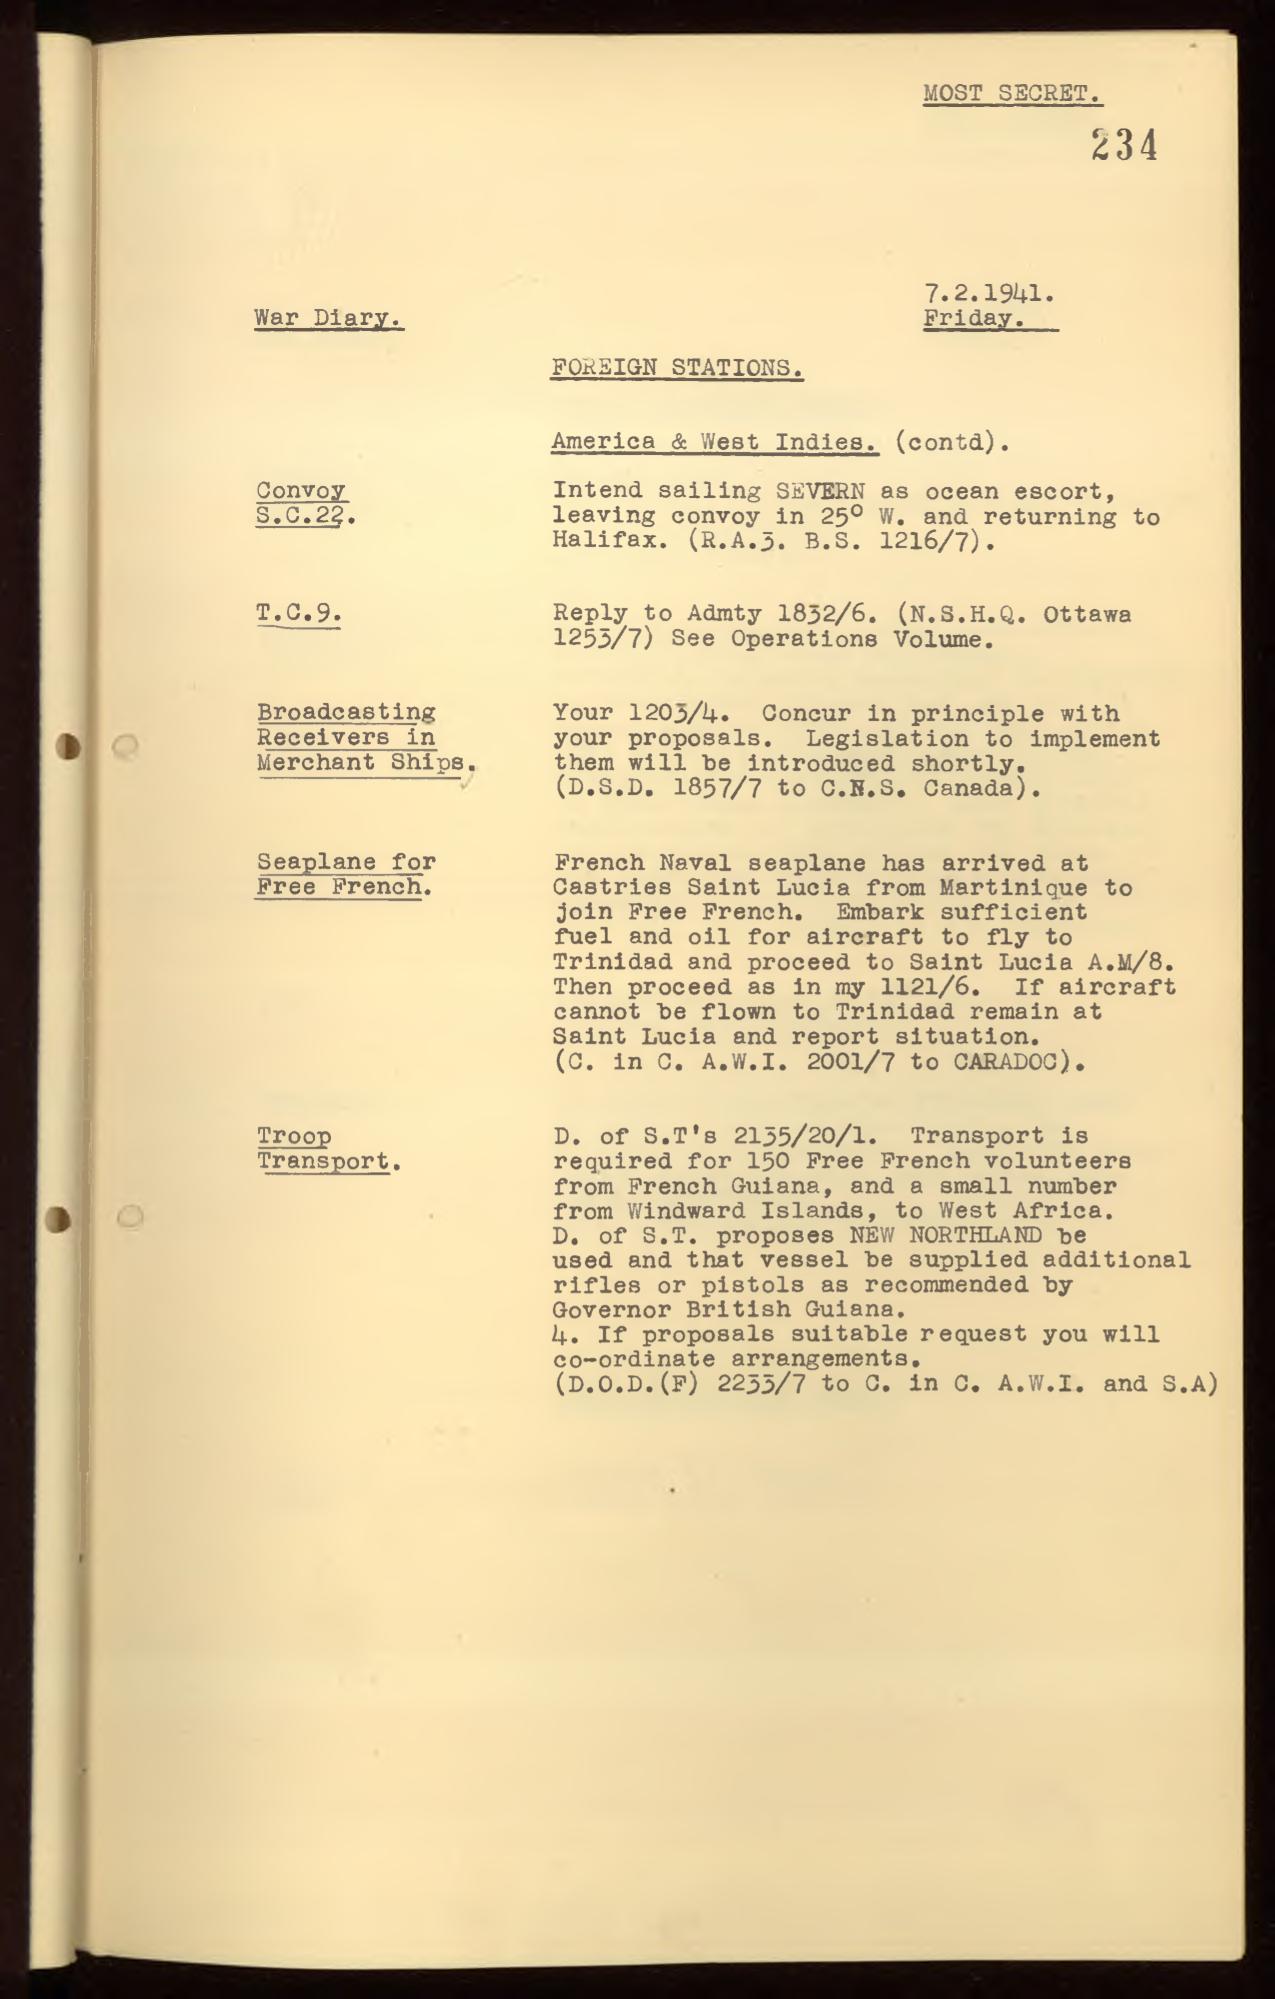 MOST SECRET.
234
7.2.1941.
War Diary.
Friday.
FOREIGN STATIONS.
America & West Indies. (contd).
Convoy
S.C.22.
Intend sailing SEVERN as ocean escort,
leaving convoy in 25° W. and returning to
Halifax. (R.A.3. B.S. 1216/7).
T.C.9.
Reply to Admty 1832/6. (N.S.H.Q. Ottawa
1253/7) See Operations Volume.
Broadcasting
Receivers in
Merchant Ships.
Your 1203/4. Concur in principle with
your proposals. Legislation to implement
them will be introduced shortly.
(D.S.D. 1857/7 to C.N.S. Canada).
Seaplane for
Free French.
French Naval seaplane has arrived at
Castries Saint Lucia from Martinique to
join Free French. Embark sufficient
fuel and oil for aircraft to fly to
Trinidad and proceed to Saint Lucia A.M/8.
Then proceed as in my 1121/6. If aircraft
cannot be flown to Trinidad remain at
Saint Lucia and report situation.
(C. in C. A.W.I. 2001/7 to CARADOC).
Troop
Transport.
D. of S.T's 2135/20/1. Transport is
required for 150 Free French volunteers
from French Guiana, and a small number
from Windward Islands, to West Africa.
D. of S.T. proposes NEW NORTHLAND be
used and that vessel be supplied additional
rifles or pistols as recommended by
Governor British Guiana.
4. If proposals suitable request you will
co-ordinate arrangements.
(D.O.D.(F) 2233/7 to C. in C. A.W.I. and S.A)